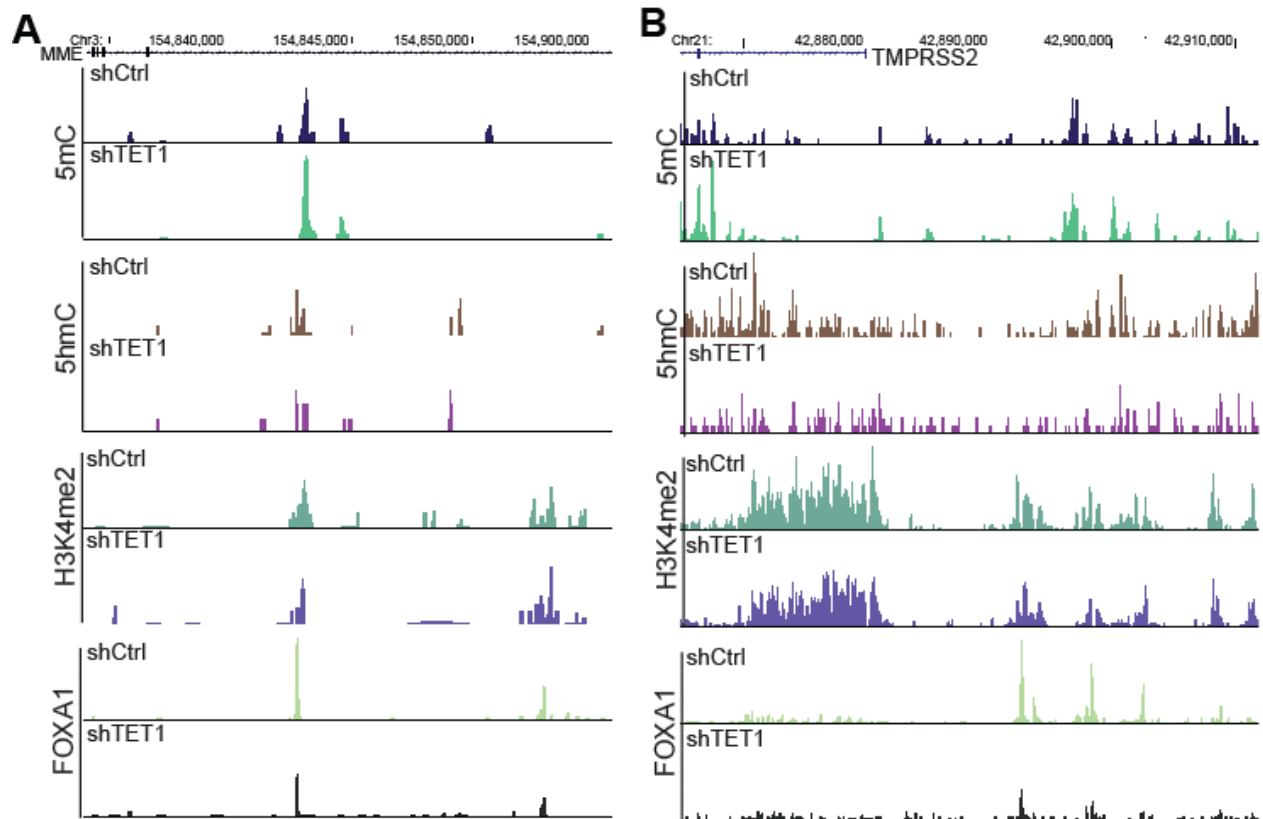 A
Chr3: 154,840,000 154,845,000 154,850,000 154,900,000
MME
5mC
shCtrl
shTET1
5hmC
shCtrl
shTET1
H3K4me2
shCtrl
shTET1
FOXA1
shCtrl
shTET1
B
Chr21: 42,880,000 42,890,000 42,900,000 42,910,000
TMPRSS2
5mC
shCtrl
shTET1
5hmC
shCtrl
shTET1
H3K4me2
shCtrl
shTET1
FOXA1
shCtrl
shTET1